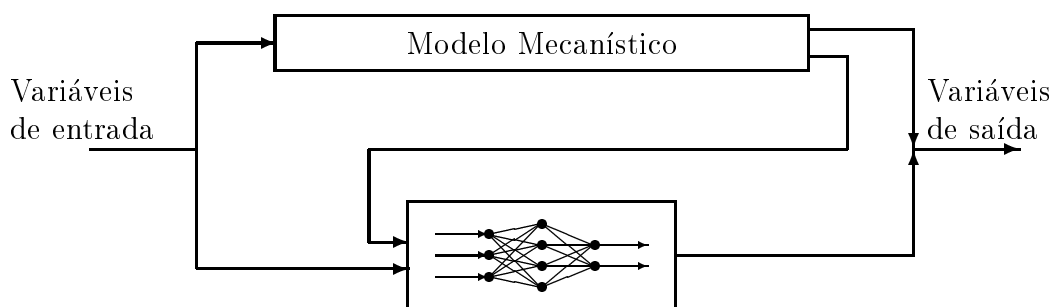 Modelo Mecanístico
Variáveis
de entrada
Variáveis
de saída